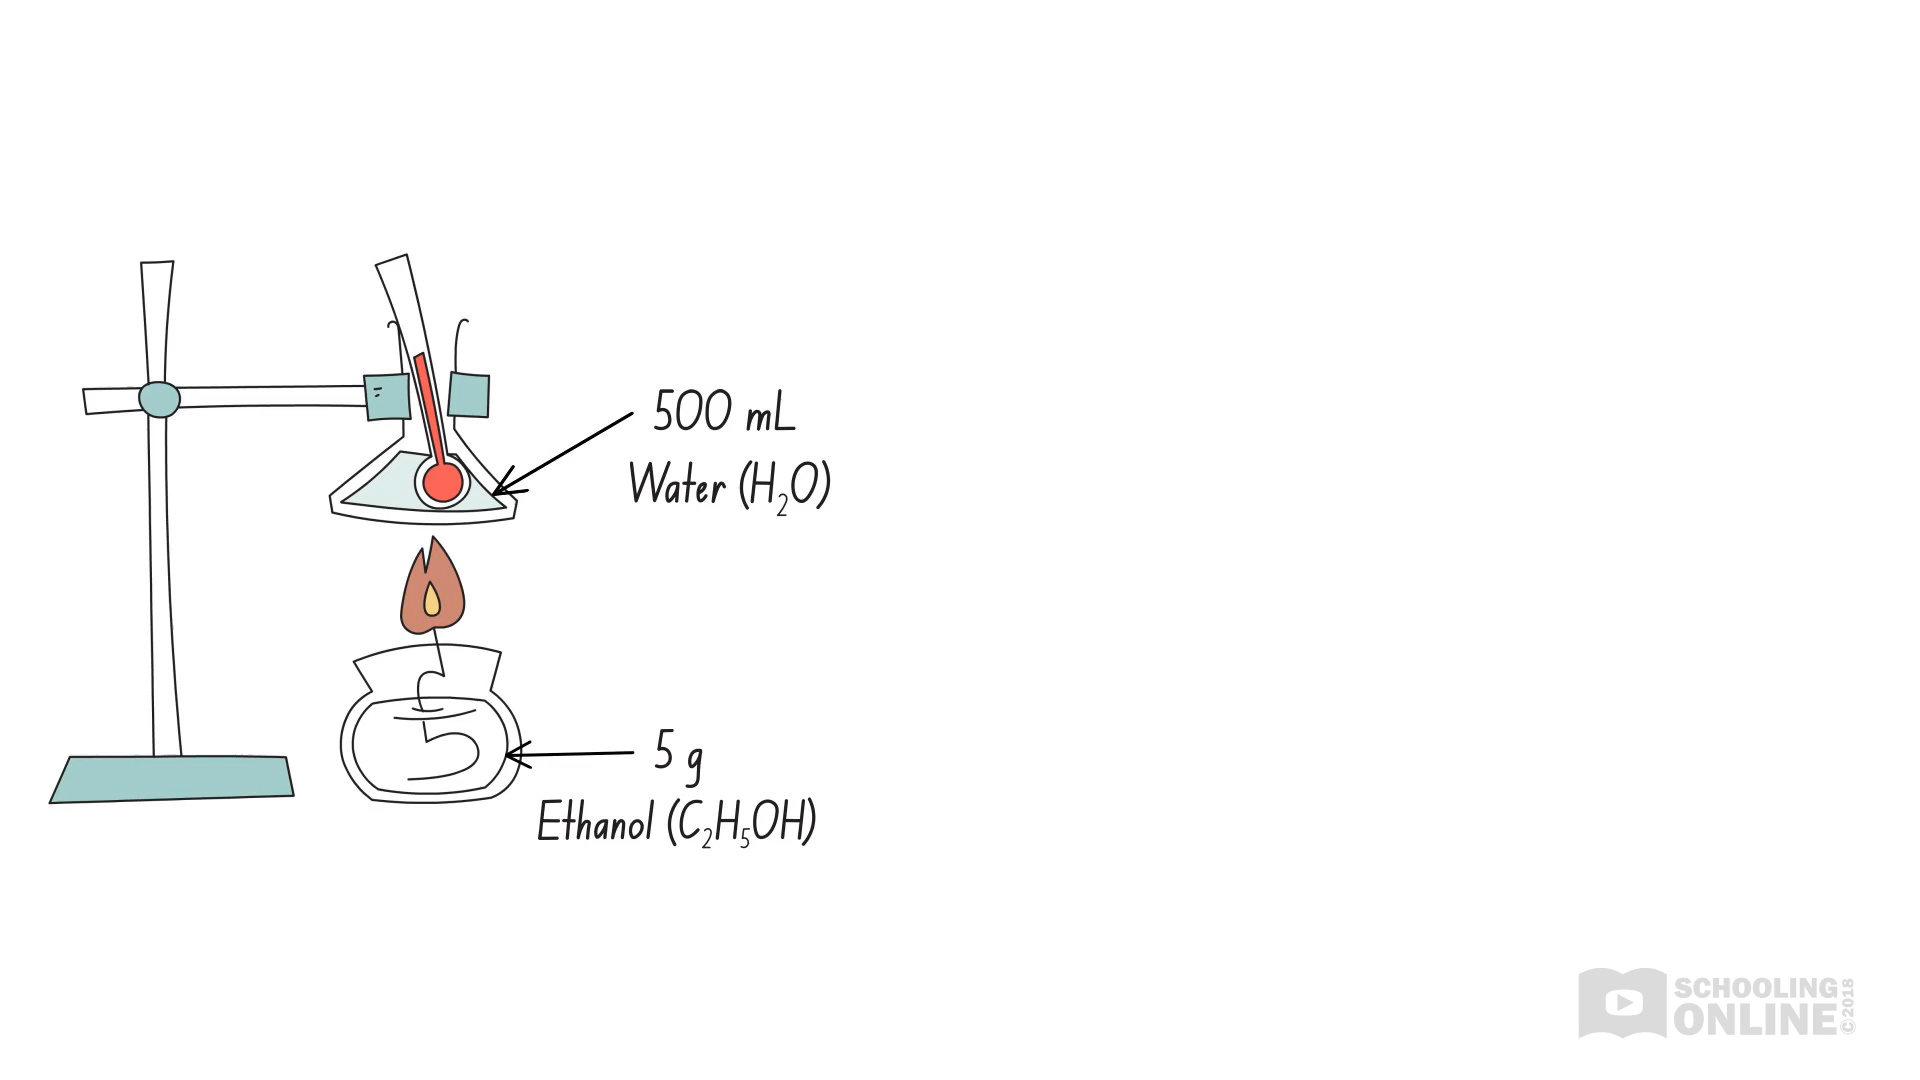 500 mL
Water (H₂O)
5 g
Ethanol (C₂H₅OH)
SCHOOLING
ONLINE
©2018